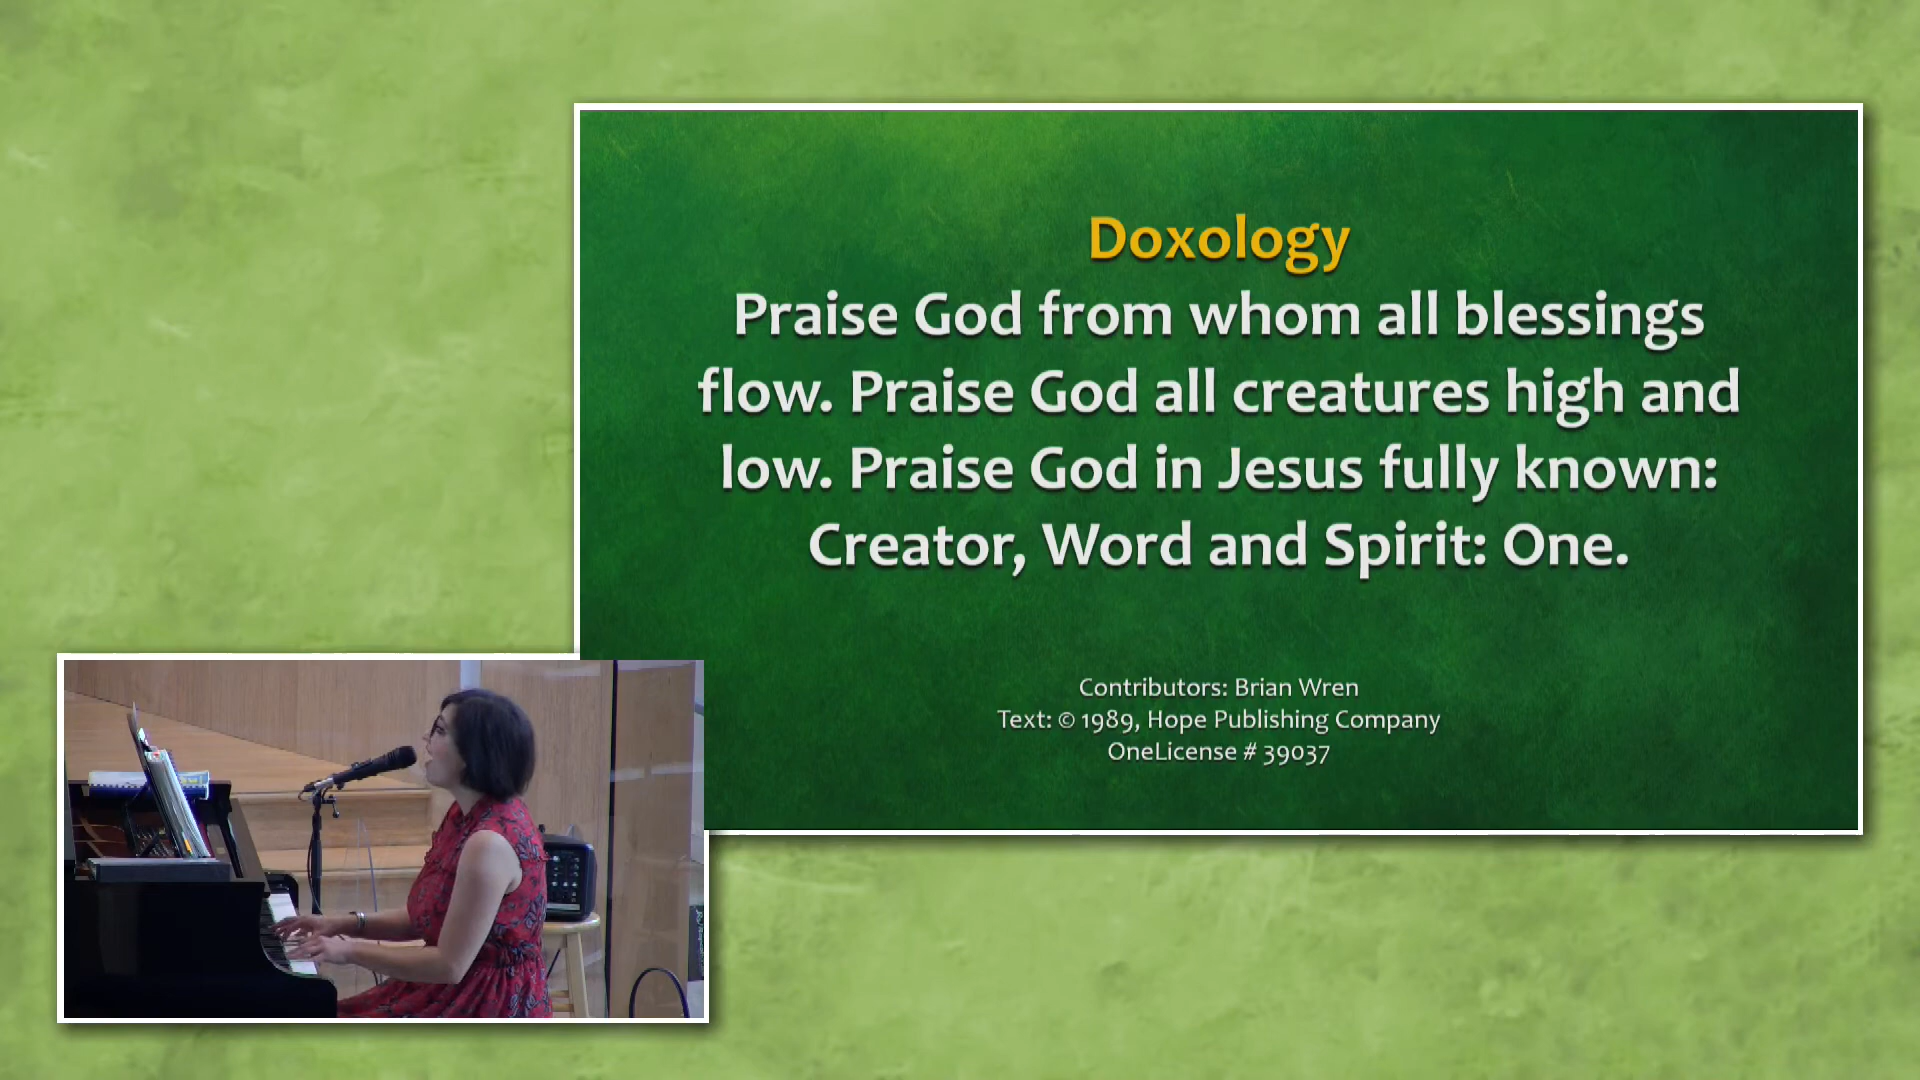 Doxology
Praise God from whom all blessings
flow. Praise God all creatures high and
low. Praise God in Jesus fully known:
Creator, Word and Spirit: One.
Contributors: Brian Wren
Text: © 1989, Hope Publishing Company
OneLicense # 39037